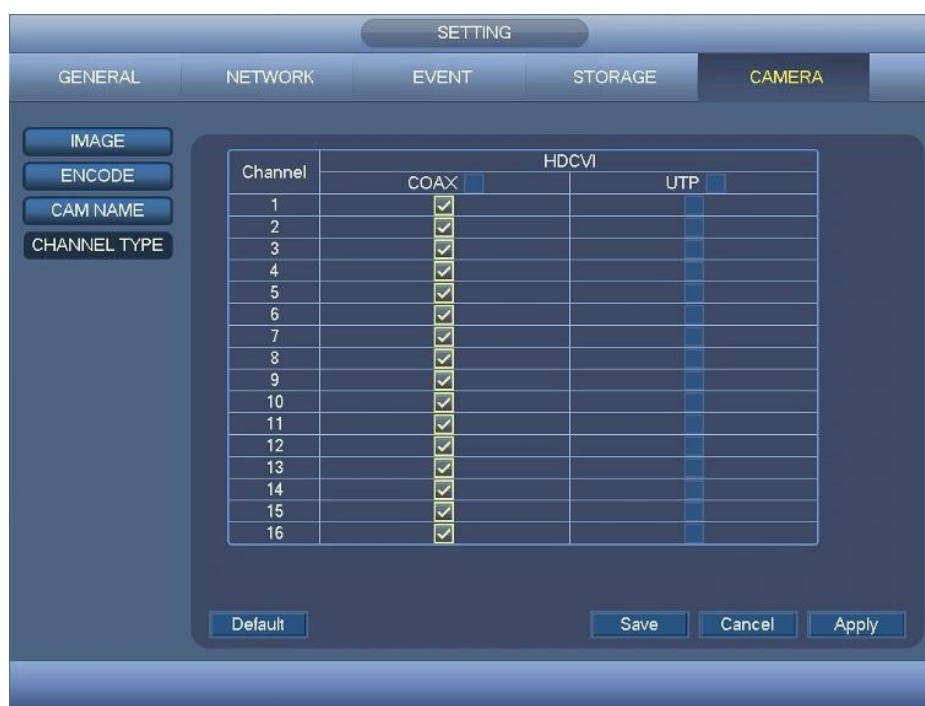 SETTING
GENERAL NETWORK EVENT STORAGE CAMERA
IMAGE
ENCODE
CAM NAME
CHANNEL TYPE
Channel HDCVI
COAX UTP
1
2
3
4
5
6
7
8
9
10
11
12
13
14
15
16
Default Save Cancel Apply